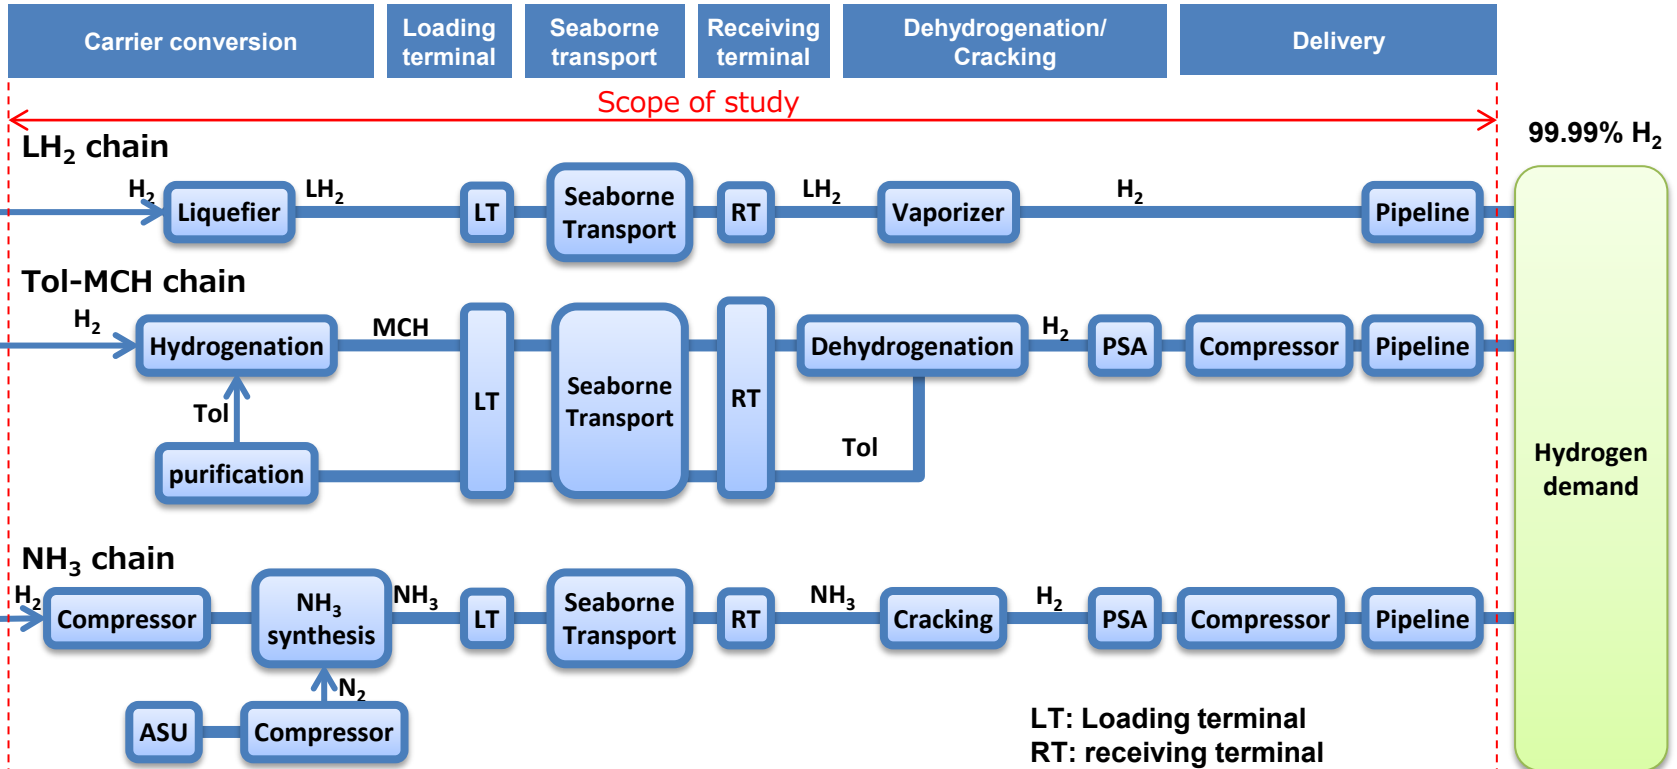 Carrier conversion
Loading
terminal
Seaborne
transport
Receiving
terminal
Dehydrogenation/
Cracking
Delivery
Scope of study
99.99% H₂
LH₂ chain
H₂
Liquefier
LH₂
LT
Seaborne
Transport
RT
LH₂
Vaporizer
H₂
Pipeline
Tol-MCH chain
H₂
Hydrogenation
MCH
LT
Seaborne
Transport
RT
Dehydrogenation
H₂
PSA
Compressor
Pipeline
Tol
purification
Tol
Hydrogen
demand
NH₃ chain
H₂
Compressor
NH₃
synthesis
NH₃
LT
Seaborne
Transport
RT
NH₃
Cracking
H₂
PSA
Compressor
Pipeline
N₂
ASU
Compressor
LT: Loading terminal
RT: receiving terminal